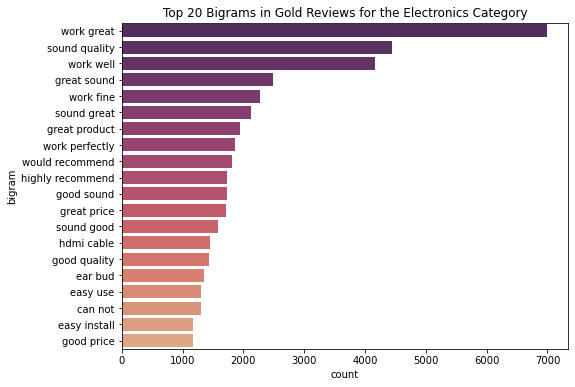 Top 20 Bigrams in Gold Reviews for the Electronics Category
bigram
work great
sound quality
work well
great sound
work fine
sound great
great product
work perfectly
would recommend
highly recommend
good sound
great price
sound good
hdmi cable
good quality
ear bud
easy use
can not
easy install
good price
0 1000 2000 3000 4000 5000 6000 7000
count